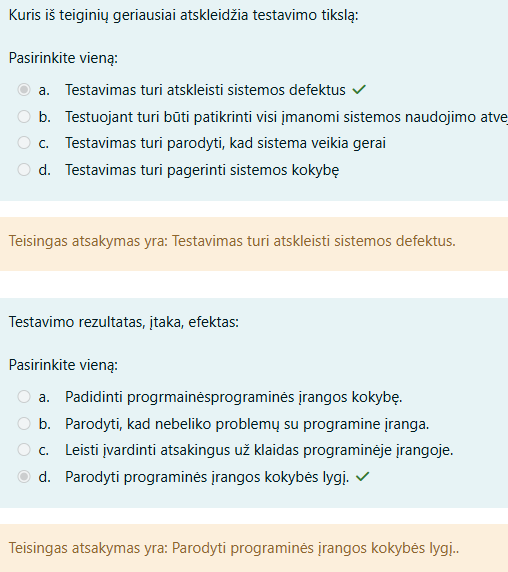 Kuris iš teiginių geriausiai atskleidžia testavimo tikslą:
Pasirinkite vieną:
a. Testavimas turi atskleisti sistemos defektus
b. Testuojant turi būti patikrinti visi įmanomi sistemos naudojimo
c. Testavimas turi parodyti, kad sistema veikia gerai
d. Testavimas turi pagerinti sistemos kokybę
Teisingas atsakymas yra: Testavimas turi atskleisti sistemos defektus.
Testavimo rezultatas, įtaka, efektas:
Pasirinkite vieną:
a. Padidinti progrmainėsprograminės įrangos kokybę.
b. Parodyti, kad nebeliko problemų su programine įranga.
c. Leisti įvardinti atsakingus už klaidas programinėje įrangoje.
d. Parodyti programinės įrangos kokybės lygį.
Teisingas atsakymas yra: Parodyti programinės įrangos kokybės lygį..